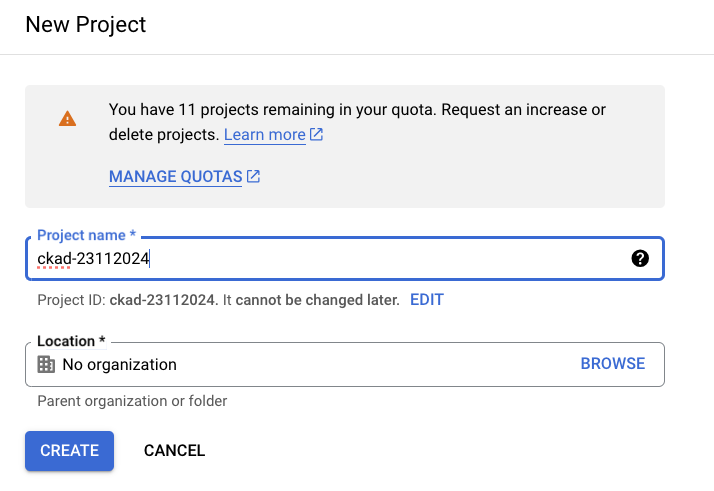 New Project
You have 11 projects remaining in your quota. Request an increase or
delete projects. Learn more
MANAGE QUOTAS
Project name *
ckad-23112024
Project ID: ckad-23112024. It cannot be changed later. EDIT
Location *
No organization BROWSE
Parent organization or folder
CREATE CANCEL